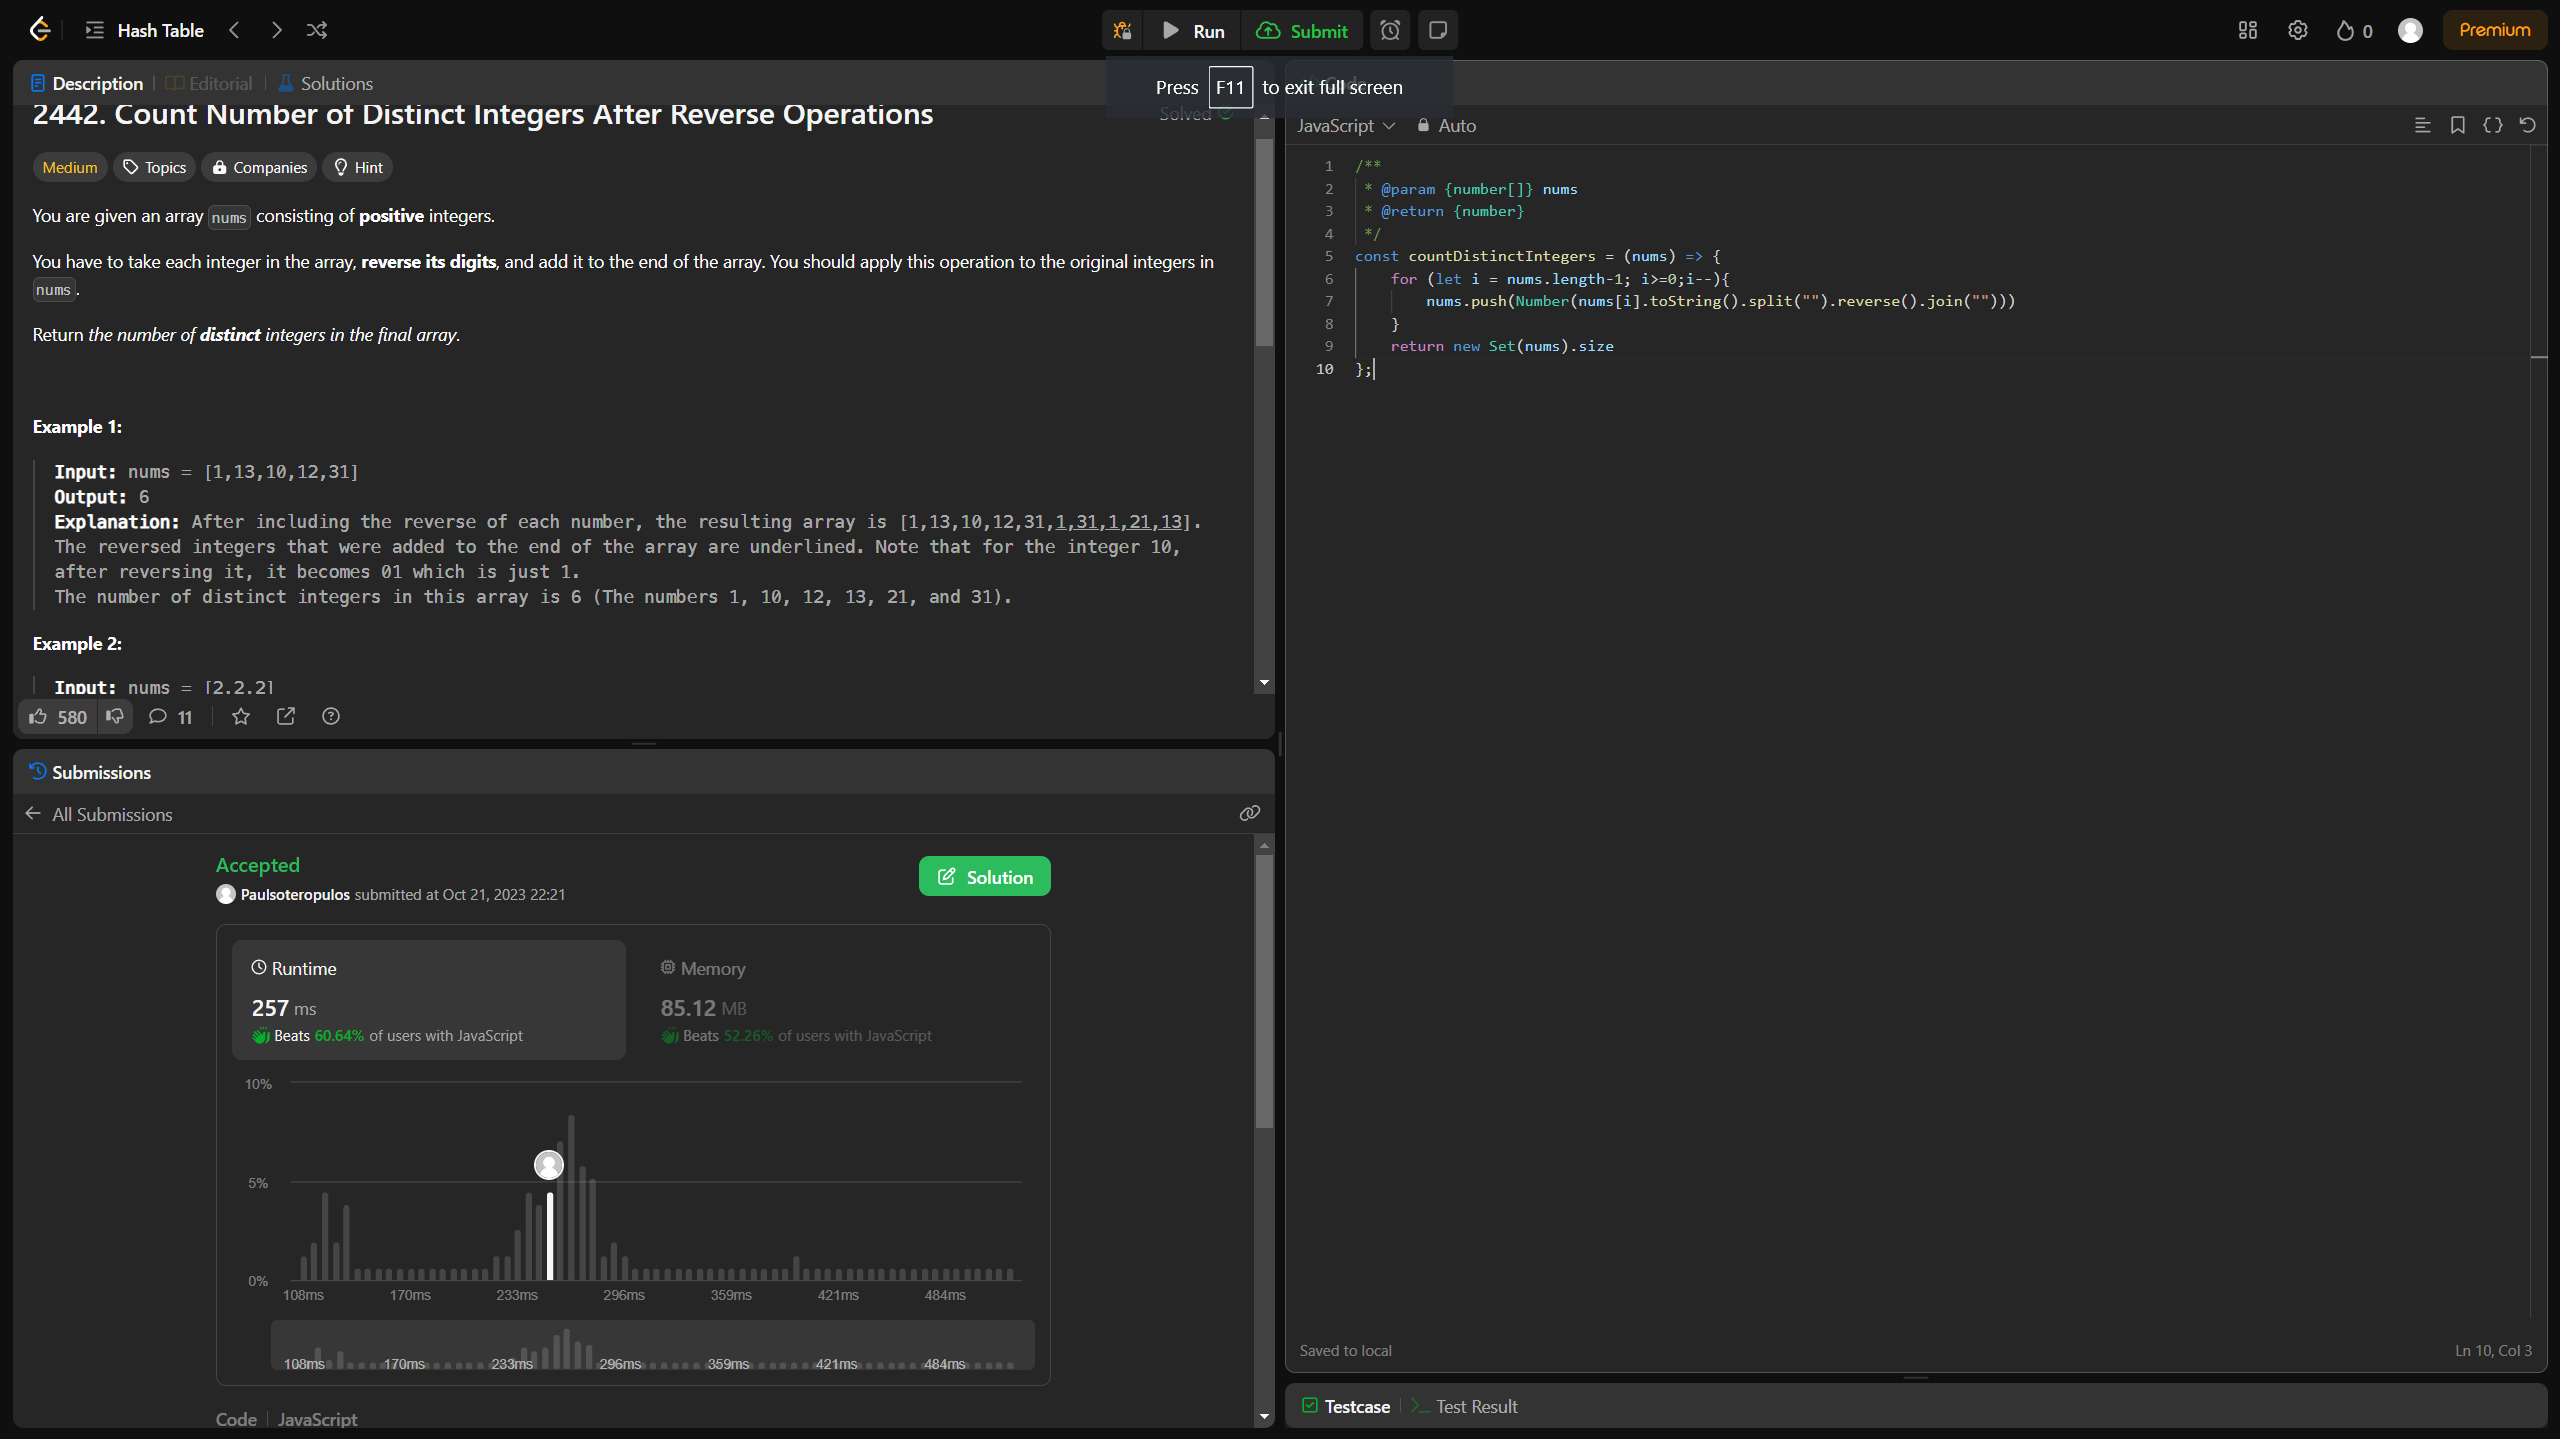 Hash Table
Run
Submit
0
Premium
Description
Editorial
Solutions
Press F11 to exit full screen
2442. Count Number of Distinct Integers After Reverse Operations
Solved
Medium
Topics
Companies
Hint
You are given an array nums consisting of positive integers.
You have to take each integer in the array, reverse its digits, and add it to the end of the array. You should apply this operation to the original integers in
nums.
Return the number of distinct integers in the final array.
Example 1:
Input: nums = [1,13,10,12,31]
Output: 6
Explanation: After including the reverse of each number, the resulting array is [1,13,10,12,31,1,31,1,21,13].
The reversed integers that were added to the end of the array are underlined. Note that for the integer 10,
after reversing it, it becomes 01 which is just 1.
The number of distinct integers in this array is 6 (The numbers 1, 10, 12, 13, 21, and 31).
Example 2:
Input: nums = [2,2,2]
580
11
Submissions
All Submissions
Accepted
Paulsoteropulos submitted at Oct 21, 2023 22:21
Solution
Runtime
257 ms
Beats 60.64% of users with JavaScript
Memory
85.12 MB
Beats 52.26% of users with JavaScript
10%
5%
0%
108ms 170ms 233ms 296ms 359ms 421ms 484ms
108ms 170ms 233ms 296ms 359ms 421ms 484ms
Code
JavaScript
Code
JavaScript
Auto
1 /**
2 * @param {number[]} nums
3 * @return {number}
4 */
5 const countDistinctIntegers = (nums) => {
6 for (let i = nums.length-1; i>=0;i--){
7 nums.push(Number(nums[i].toString().split("").reverse().join("")))
8 }
9 return new Set(nums).size
10 };
Saved to local
Ln 10, Col 3
Testcase
Test Result